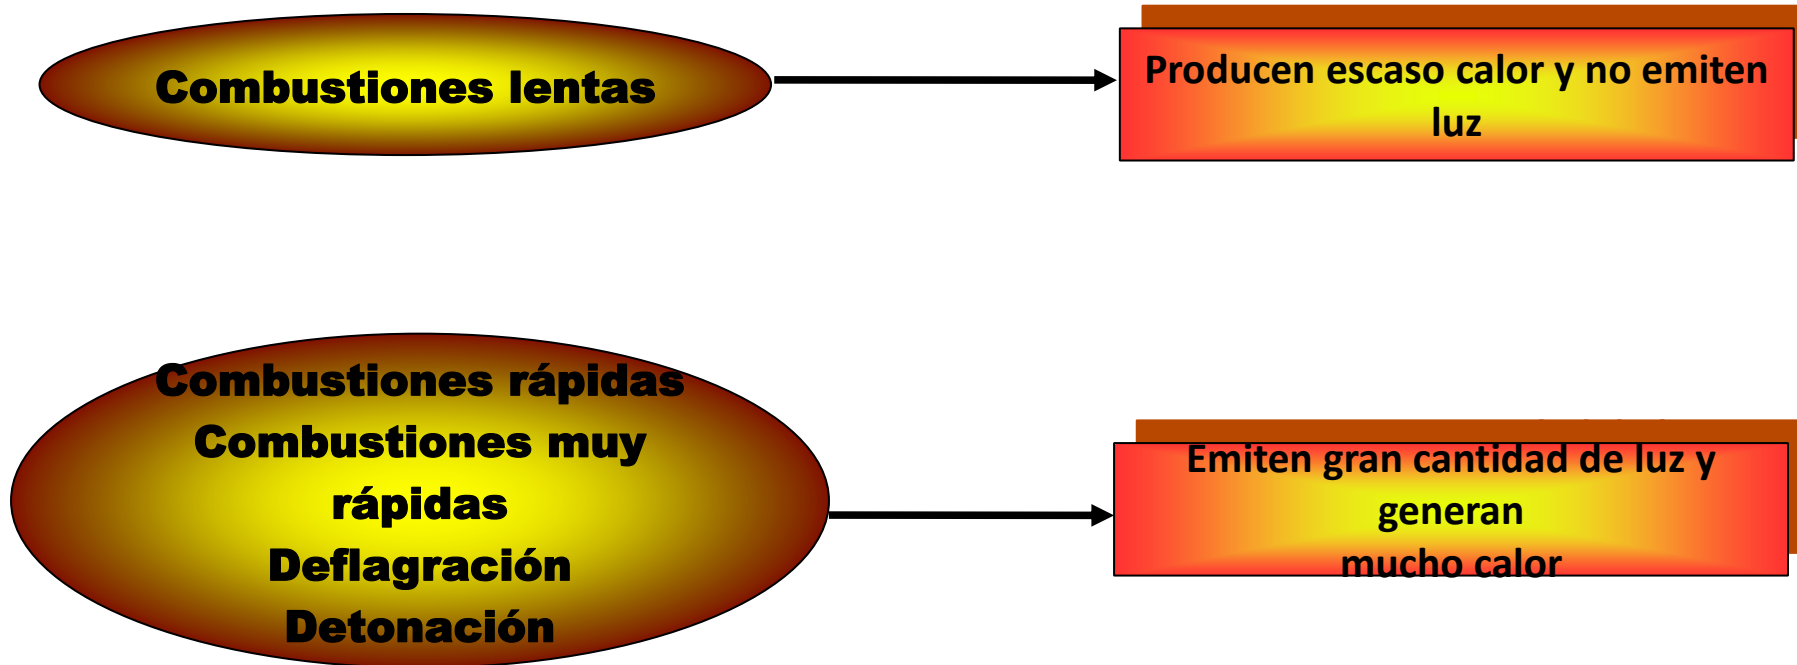 Combustiones lentas
Producen escaso calor y no emiten
luz
Combustiones rápidas
Combustiones muy
rápidas
Deflagración
Detonación
Emiten gran cantidad de luz y
generan
mucho calor